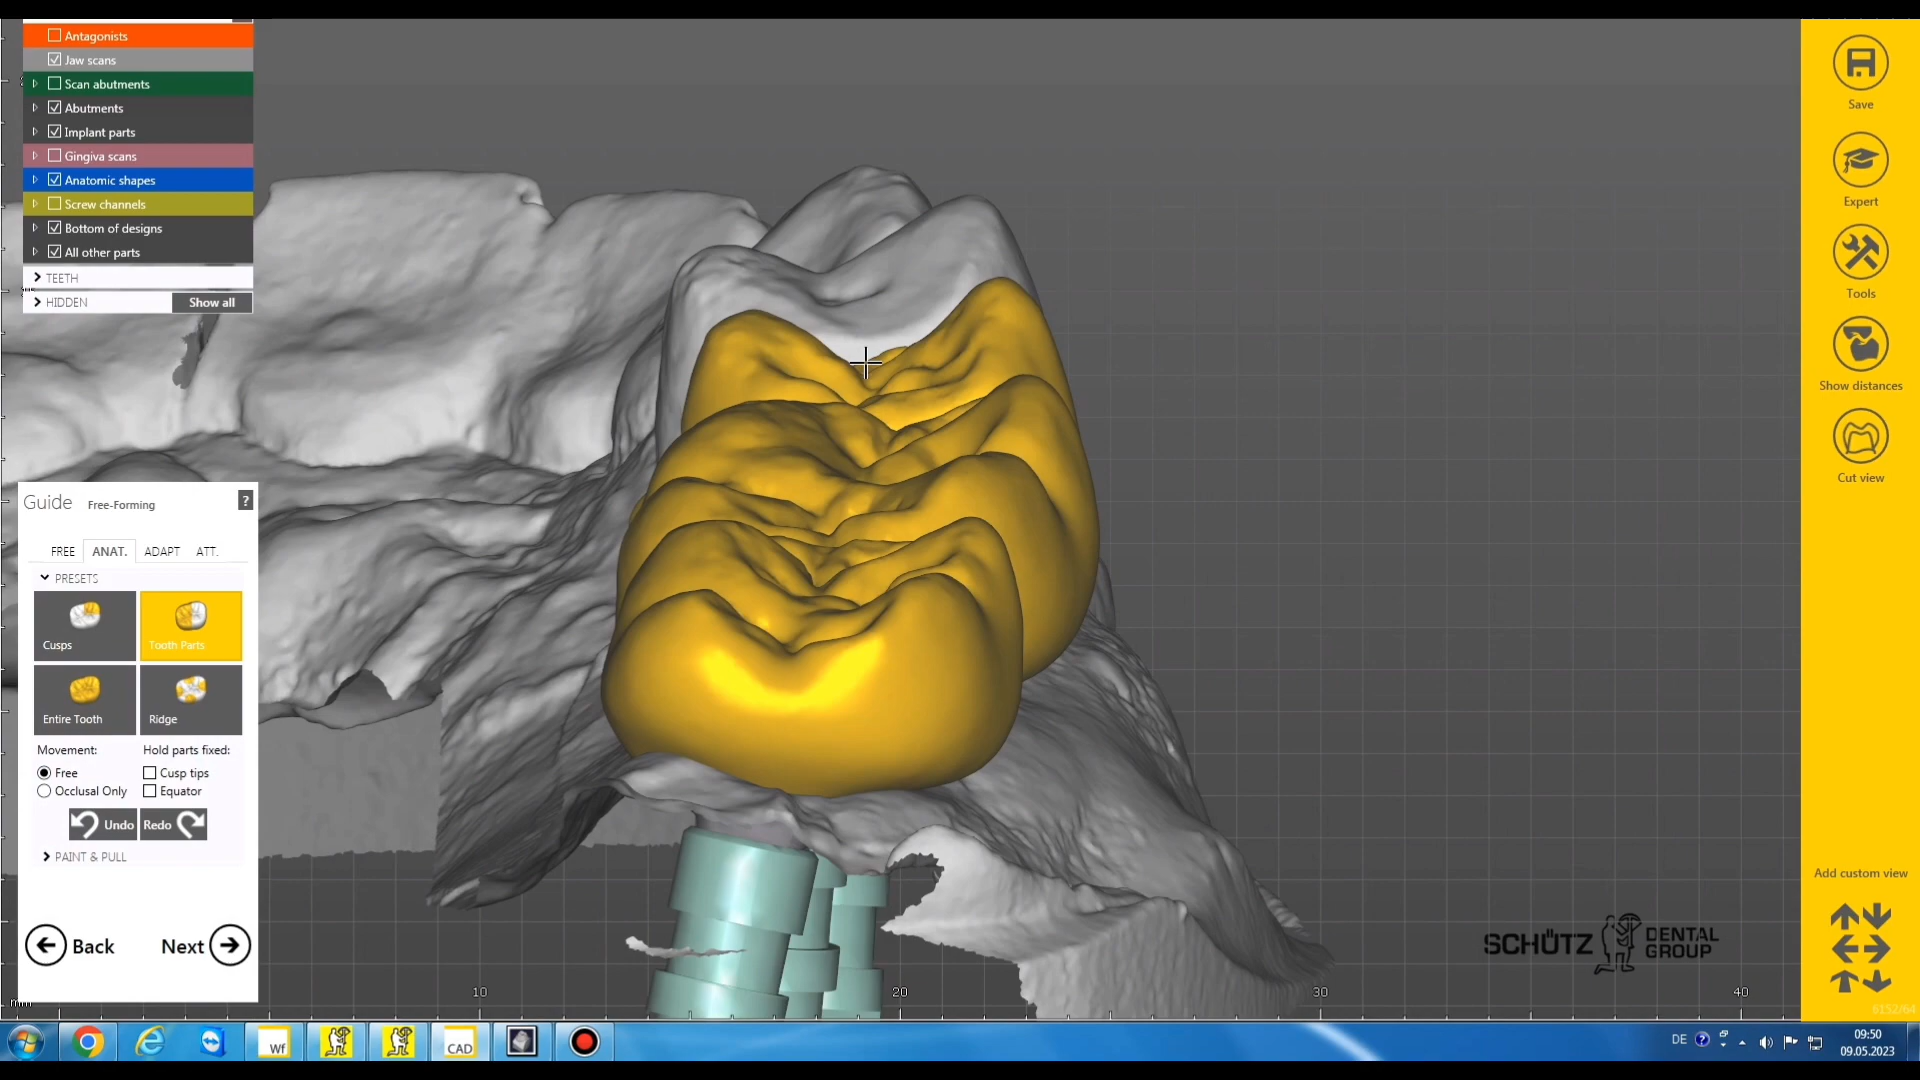 Antagonists
Jaw scans
Scan abutments
Abutments
Implant parts
Gingiva scans
Anatomic shapes
Screw channels
Bottom of designs
All other parts
TEETH
HIDDEN Show all
Guide Free-Forming ?
FREE ANAT. ADAPT ATT.
PRESETS
Cusps Tooth Parts
Entire Tooth Ridge
Movement: Hold parts fixed:
Free Cusp tips
Occlusal Only Equator
Undo Redo
PAINT & PULL
Back Next
Save
Expert
Tools
Show distances
Cut view
Add custom view
SCHÜTZ DENTAL
GROUP
mm 10 20 30 40
6152/64
Wf CAD
DE ? 09:50
09.05.2023